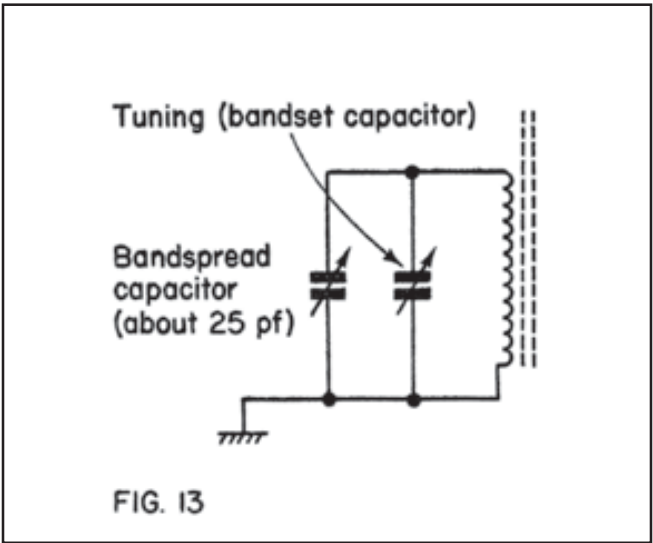 Tuning (bandset capacitor)
Bandspread
capacitor
(about 25 pf)
FIG. 13